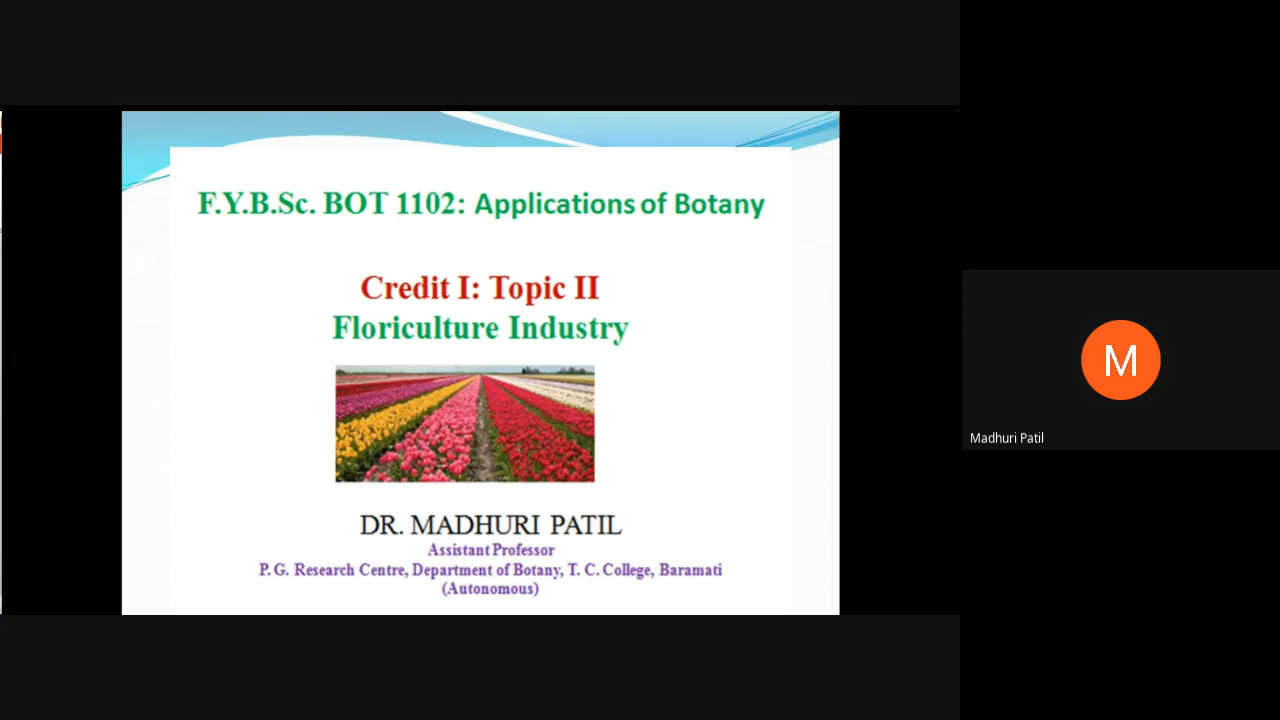 F.Y.B.Sc. BOT 1102: Applications of Botany
Credit I: Topic II
Floriculture Industry
DR. MADHURI PATIL
Assistant Professor
P. G. Research Centre, Department of Botany, T. C. College, Baramati
(Autonomous)
M
Madhuri Patil